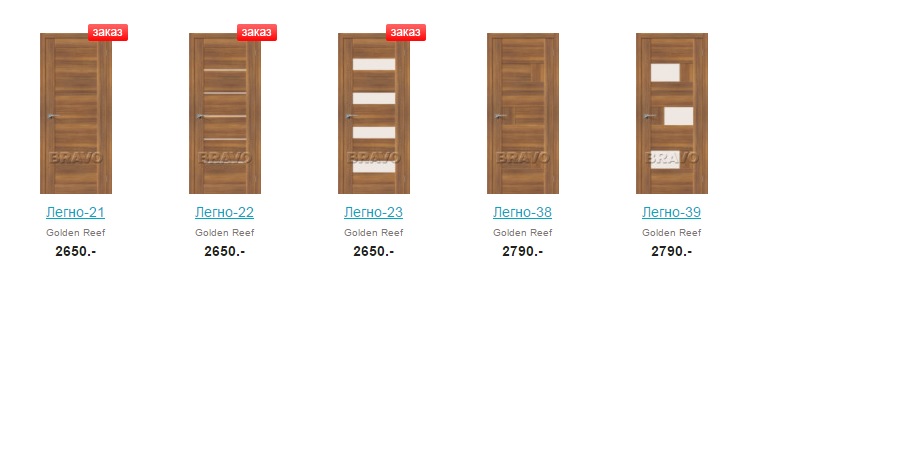 заказ заказ заказ
BRAVO BRAVO BRAVO BRAVO BRAVO
Легно-21 Легно-22 Легно-23 Легно-38 Легно-39
Golden Reef Golden Reef Golden Reef Golden Reef Golden Reef
2650.- 2650.- 2650.- 2790.- 2790.-